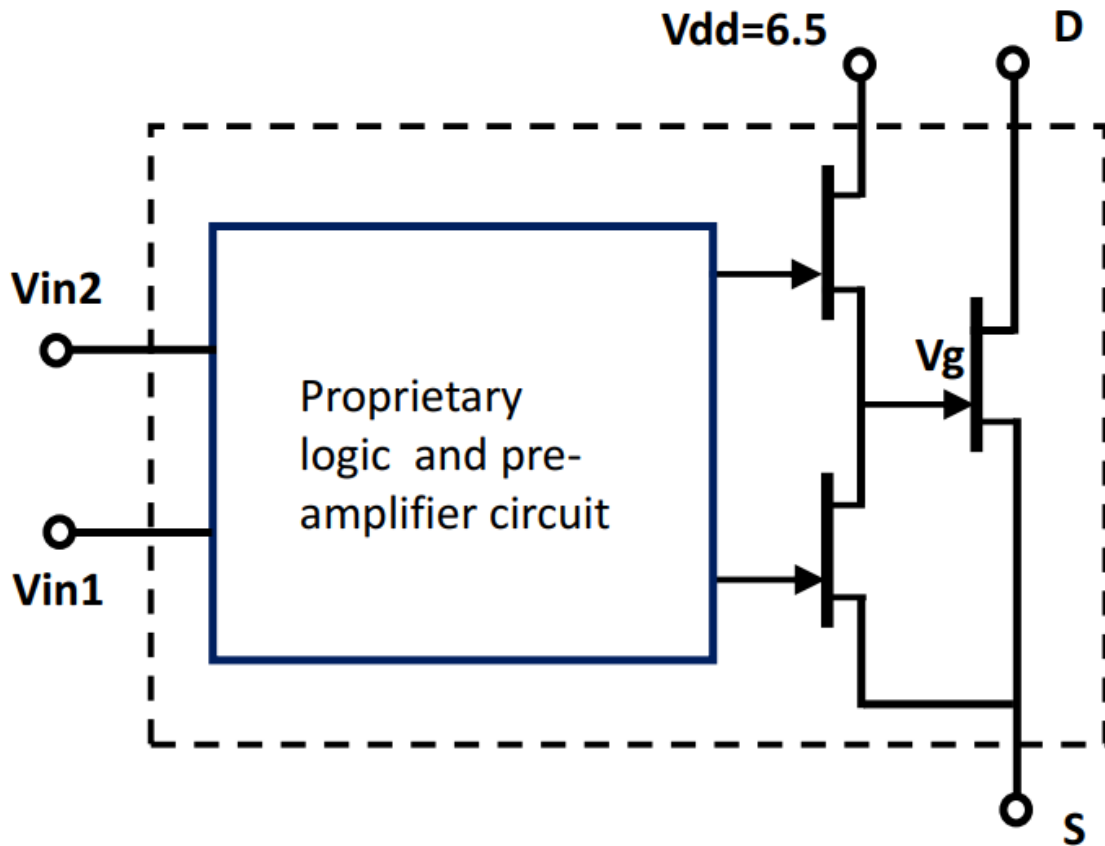 Vdd=6.5
D
Vin2
Vg
Proprietary
logic and pre-
amplifier circuit
Vin1
S